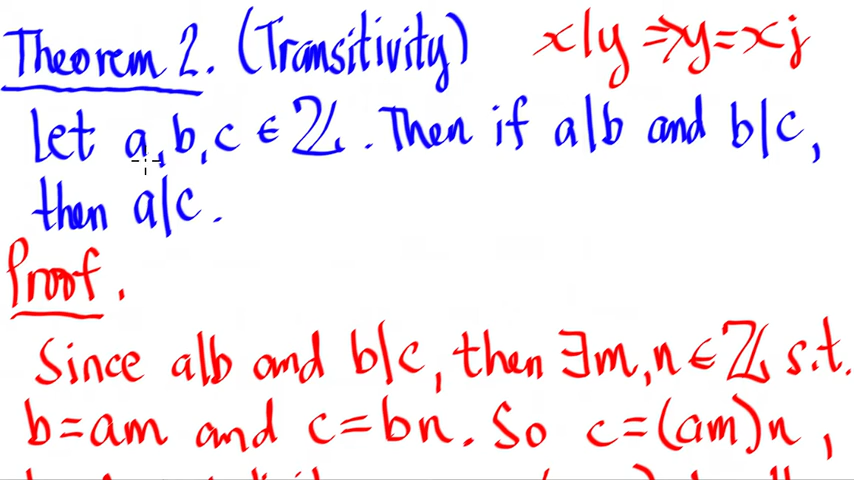 Theorem 2. (Transitivity) x|y ⇒ y=xj
Let a,b,c ∈ ℤ. Then if a|b and b|c,
then a|c.
Proof.
Since a|b and b|c, then ∃m,n ∈ ℤ s.t.
b=am and c=bn. So c=(am)n,